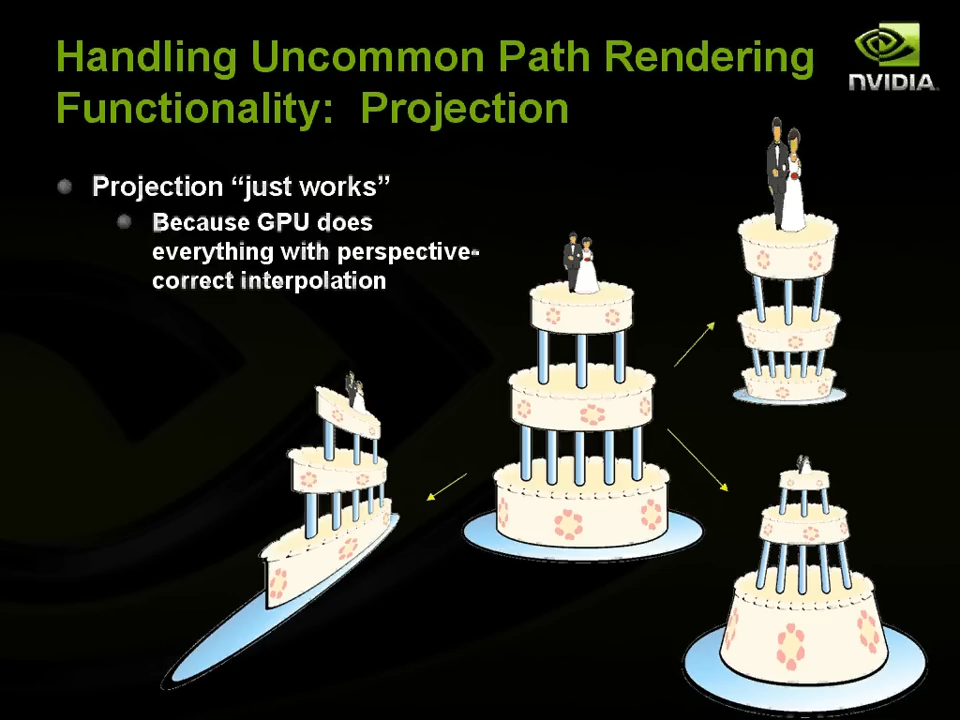 Handling Uncommon Path Rendering
Functionality: Projection
NVIDIA.
Projection “just works”
Because GPU does
everything with perspective-
correct interpolation